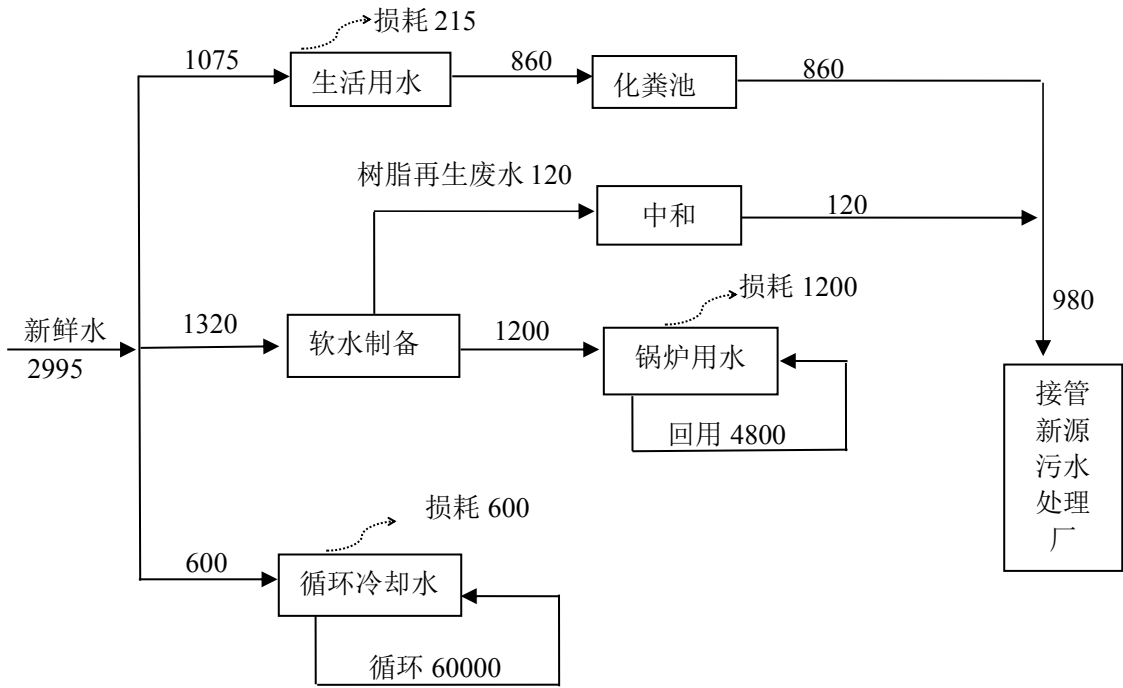 损耗 215
1075
生活用水
860
化粪池
860
树脂再生废水 120
中和
120
损耗 1200
980
新鲜水
2995
1320
软水制备
1200
锅炉用水
回用 4800
接管
新源
污水
处理
厂
损耗 600
600
循环冷却水
循环 60000